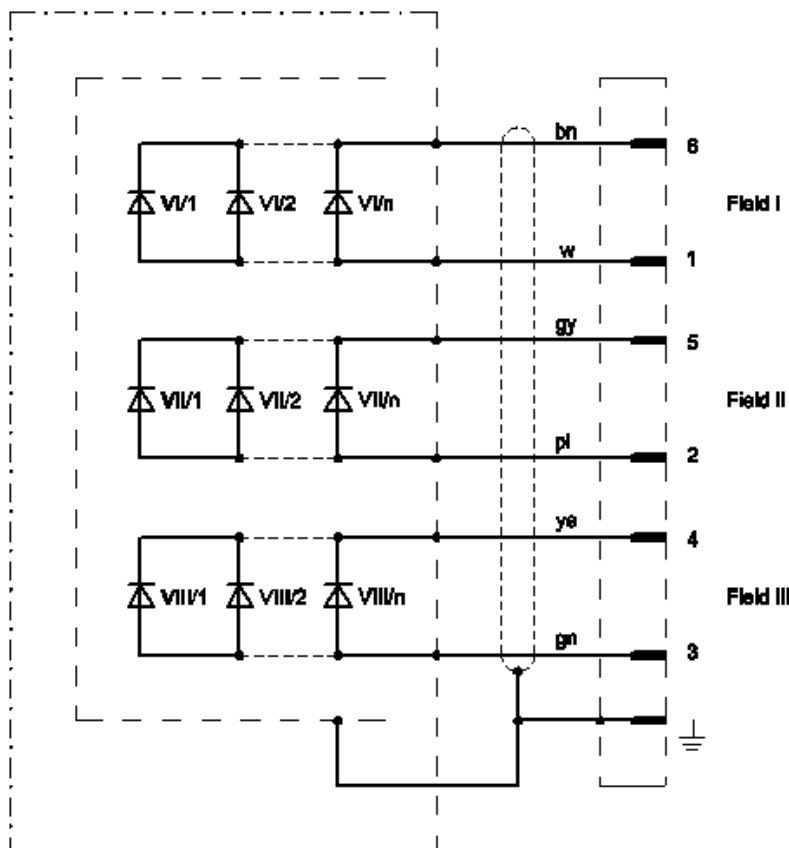 bn 6
VI/1 VI/2 VI/n Field I
w 1
gy 5
VII/1 VII/2 VII/n Field II
pi 2
ye 4
VIII/1 VIII/2 VIII/n Field III
gn 3